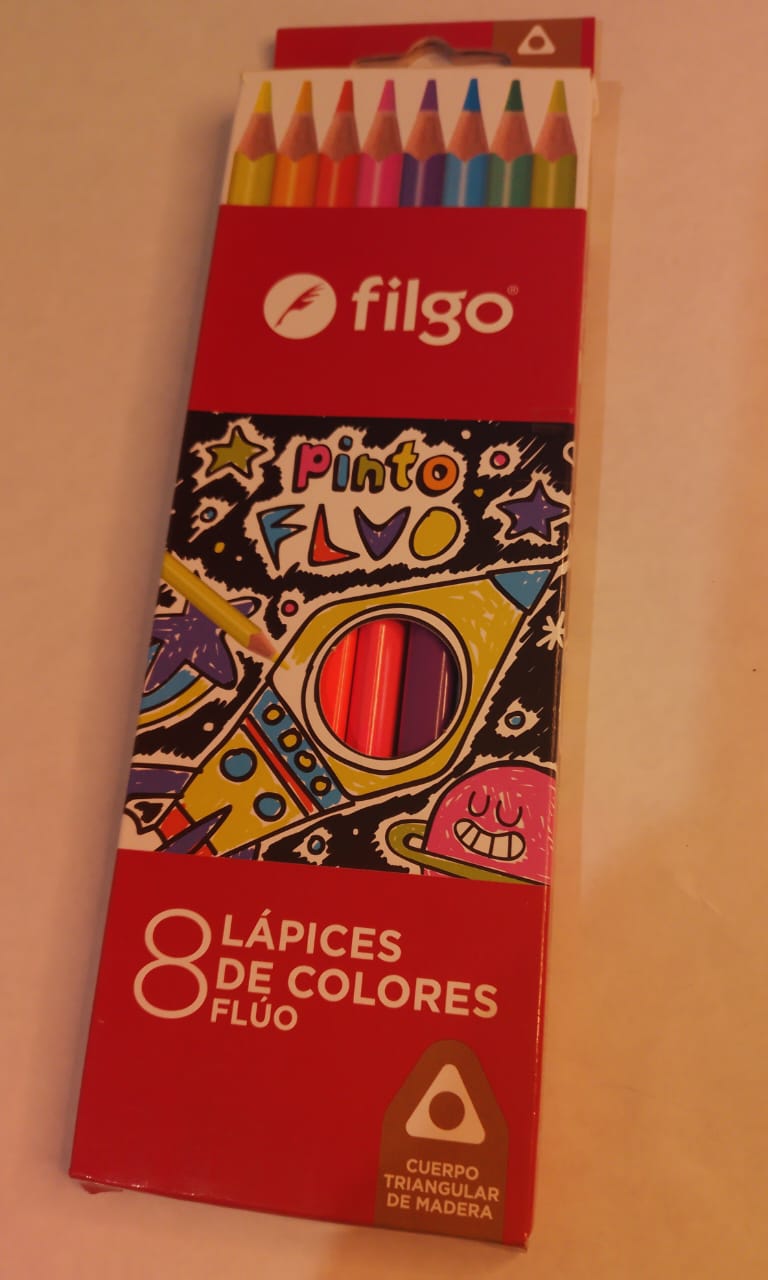 filgo®
pinto
FLUO
8 LÁPICES
DE COLORES
FLÚO
CUERPO
TRIANGULAR
DE MADERA